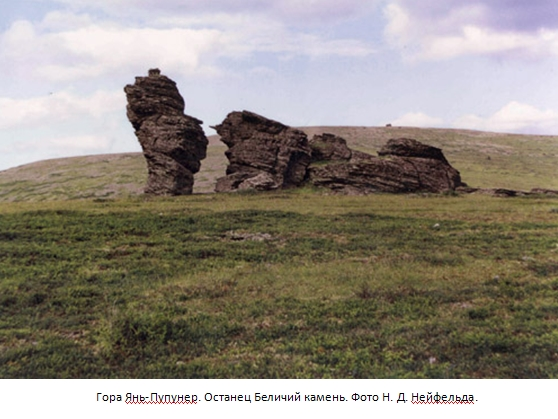 Гора Янь-Пупунер. Останец Беличий камень. Фото Н. Д. Нейфельда.